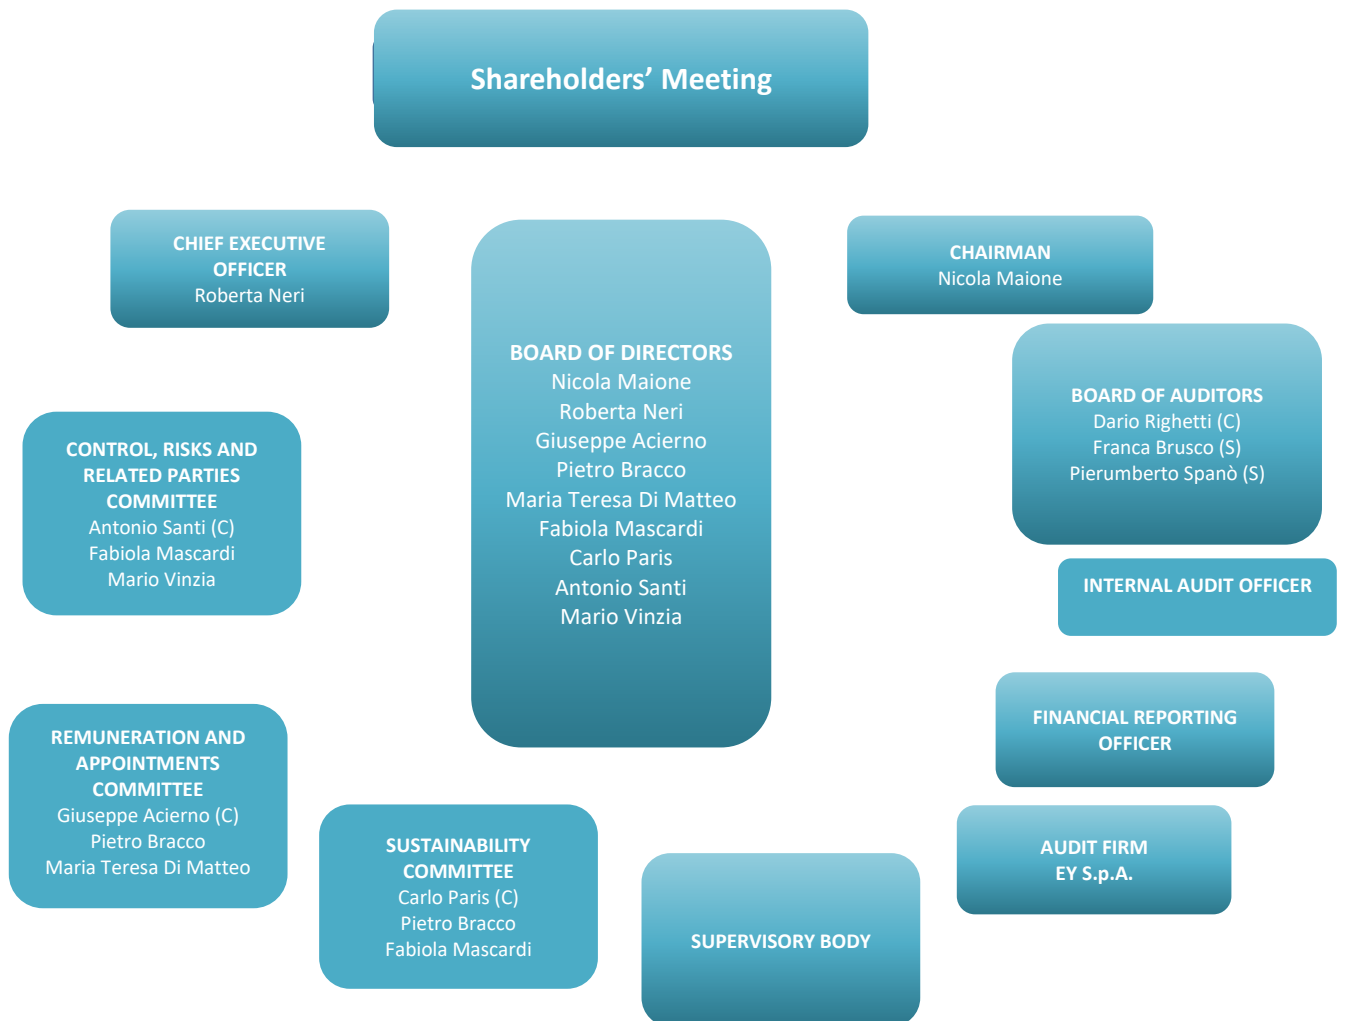 Shareholders’ Meeting
CHIEF EXECUTIVE
OFFICER
Roberta Neri
CHAIRMAN
Nicola Maione
BOARD OF DIRECTORS
Nicola Maione
Roberta Neri
Giuseppe Acierno
Pietro Bracco
Maria Teresa Di Matteo
Fabiola Mascardi
Carlo Paris
Antonio Santi
Mario Vinzia
BOARD OF AUDITORS
Dario Righetti (C)
Franca Brusco (S)
Pierumberto Spanò (S)
CONTROL, RISKS AND
RELATED PARTIES
COMMITTEE
Antonio Santi (C)
Fabiola Mascardi
Mario Vinzia
INTERNAL AUDIT OFFICER
FINANCIAL REPORTING
OFFICER
REMUNERATION AND
APPOINTMENTS
COMMITTEE
Giuseppe Acierno (C)
Pietro Bracco
Maria Teresa Di Matteo
SUSTAINABILITY
COMMITTEE
Carlo Paris (C)
Pietro Bracco
Fabiola Mascardi
AUDIT FIRM
EY S.p.A.
SUPERVISORY BODY